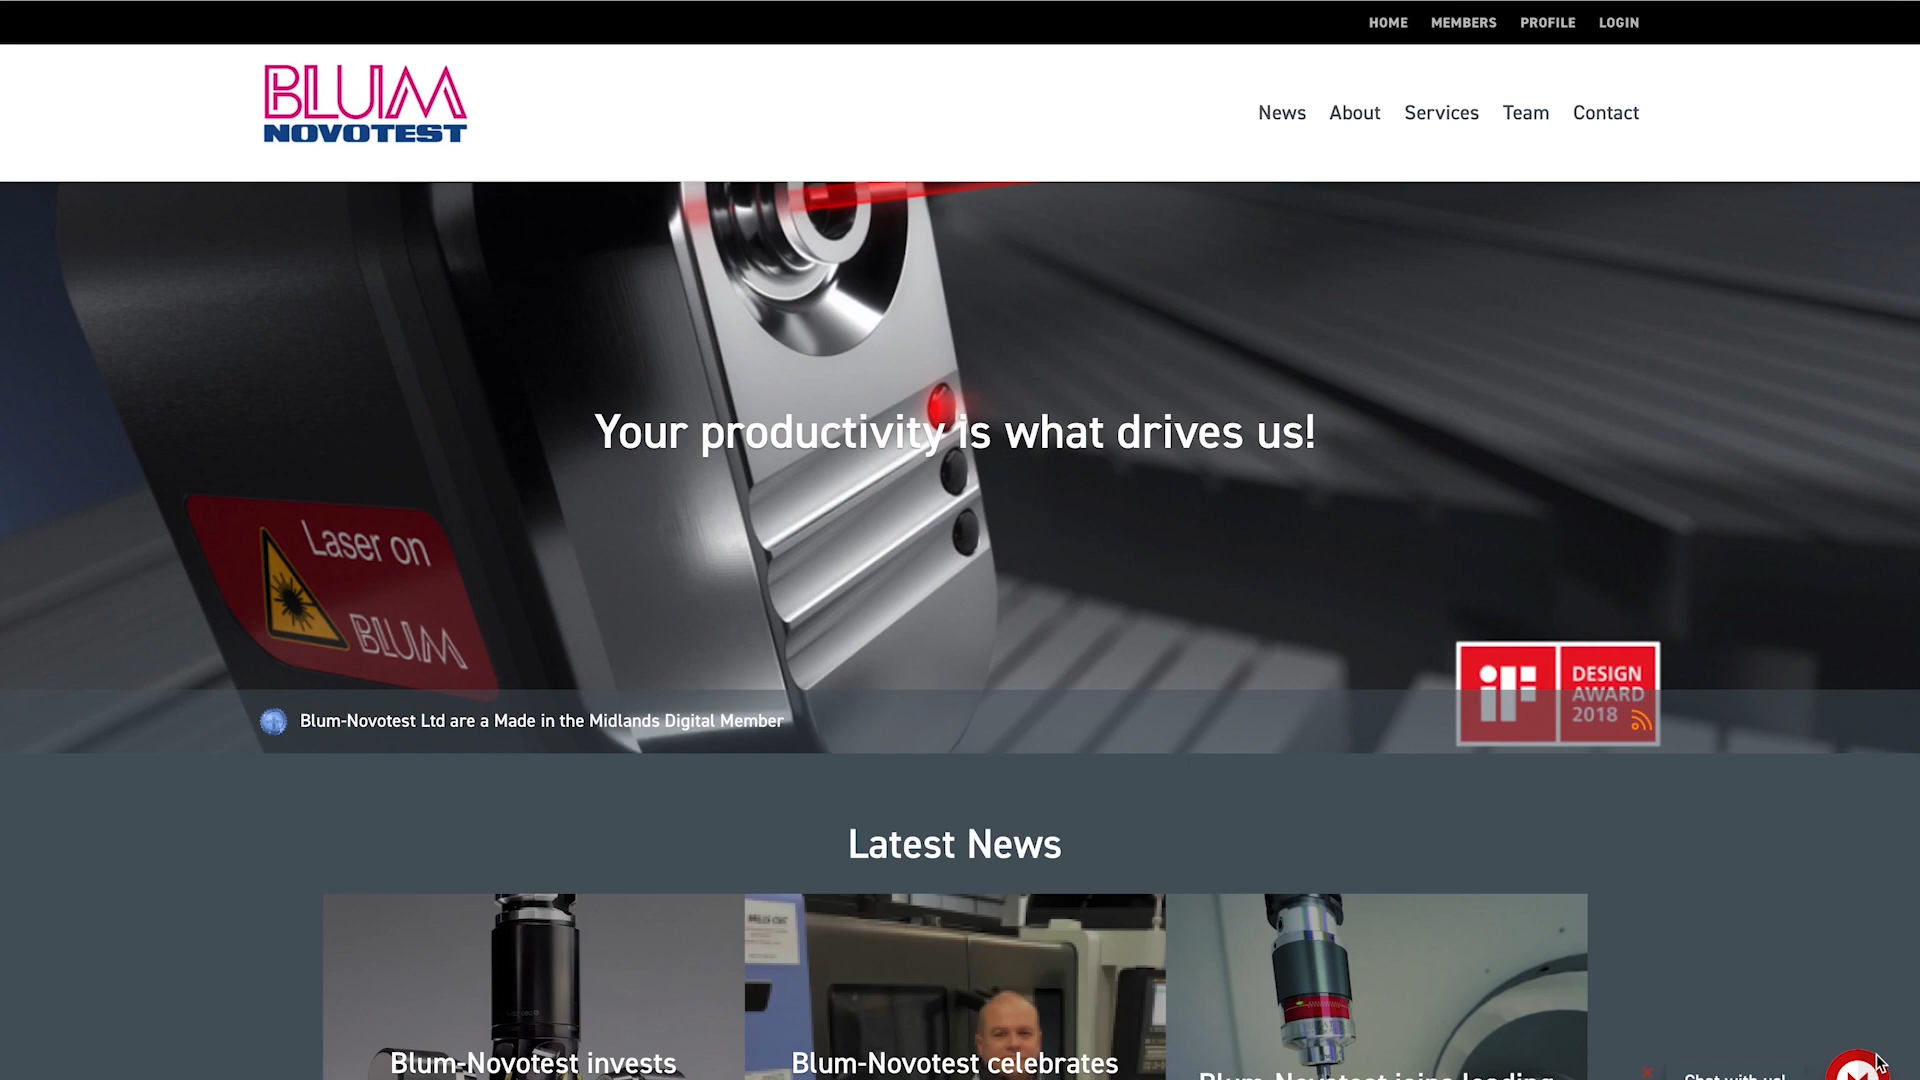 HOME MEMBERS PROFILE LOGIN
BLUM
NOVOTEST
News About Services Team Contact
Your productivity is what drives us!
Laser on
BLUM
iF DESIGN
AWARD
2018
Blum-Novotest Ltd are a Made in the Midlands Digital Member
Latest News
Blum-Novotest invests
Blum-Novotest celebrates
Blum-Novotest joins leading
Chat with us!